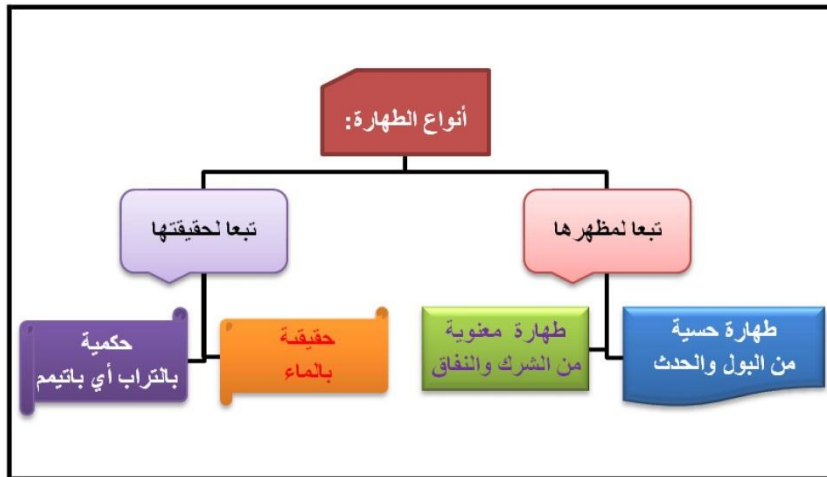 أنواع الطهارة:
تبعا لمظهرها
تبعا لحقيقتها
طهارة حسية
من البول والحدث
طهارة معنوية
من الشرك والنفاق
حقيقية
بالماء
حكمية
بالتراب أي باتيمم